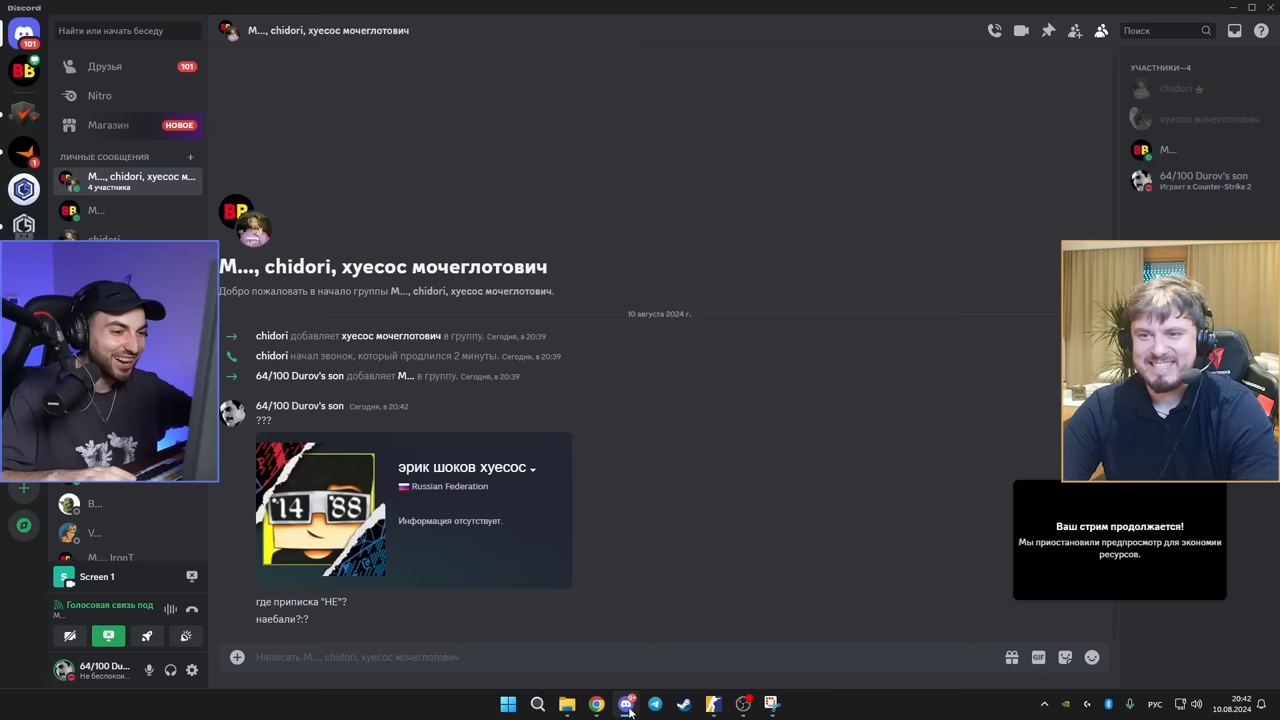 Discord
Найти или начать беседу
M..., chidori, хуесос мочеглотович
Поиск
101
Друзья
101
Nitro
Магазин
НОВОЕ
ЛИЧНЫЕ СООБЩЕНИЯ
M..., chidori, хуесос м...
4 участника
M...
chidori
1
УЧАСТНИКИ—4
chidori
хуесос мочеглотович
M...
64/100 Durov's son
Играет в Counter-Strike 2
M..., chidori, хуесос мочеглотович
Добро пожаловать в начало группы M..., chidori, хуесос мочеглотович.
10 августа 2024 г.
chidori добавляет хуесос мочеглотович в группу. Сегодня, в 20:39
chidori начал звонок, который продлился 2 минуты. Сегодня, в 20:39
64/100 Durov's son добавляет M... в группу. Сегодня, в 20:39
64/100 Durov's son Сегодня, в 20:42
???
эрик шоков хуесос
Russian Federation
Информация отсутствует.
14 '88
где приписка "НЕ"?
наебали?:?
B...
V...
M..., IronT
Screen 1
Голосовая связь под
M...
64/100 Du...
Не беспокои...
Написать M..., chidori, хуесос мочеглотович
GIF
Ваш стрим продолжается!
Мы приостановили предпросмотр для экономии
ресурсов.
РУС
20:42
10.08.2024